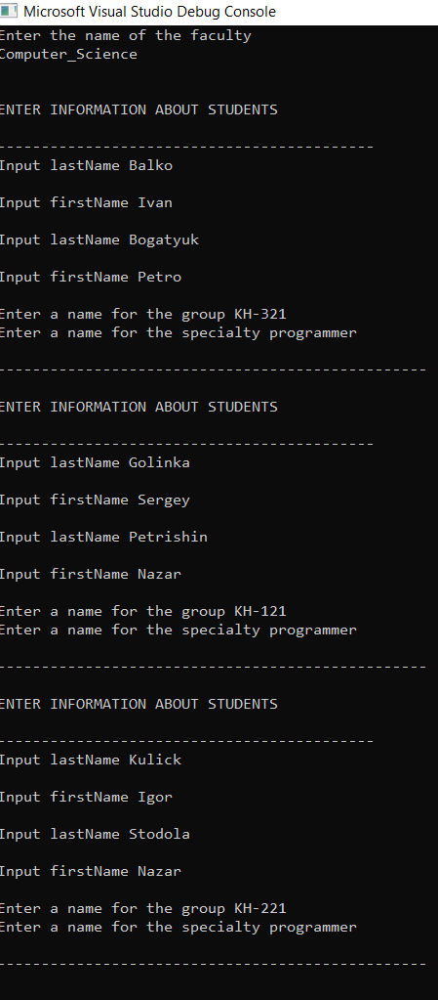 Microsoft Visual Studio Debug Console
Enter the name of the faculty
Computer_Science
ENTER INFORMATION ABOUT STUDENTS
-------------------------------------------
Input lastName Balko
Input firstName Ivan
Input lastName Bogatyuk
Input firstName Petro
Enter a name for the group KH-321
Enter a name for the specialty programmer
-------------------------------------------------
ENTER INFORMATION ABOUT STUDENTS
-------------------------------------------
Input lastName Golinka
Input firstName Sergey
Input lastName Petrishin
Input firstName Nazar
Enter a name for the group KH-121
Enter a name for the specialty programmer
-------------------------------------------------
ENTER INFORMATION ABOUT STUDENTS
-------------------------------------------
Input lastName Kulick
Input firstName Igor
Input lastName Stodola
Input firstName Nazar
Enter a name for the group KH-221
Enter a name for the specialty programmer
-------------------------------------------------